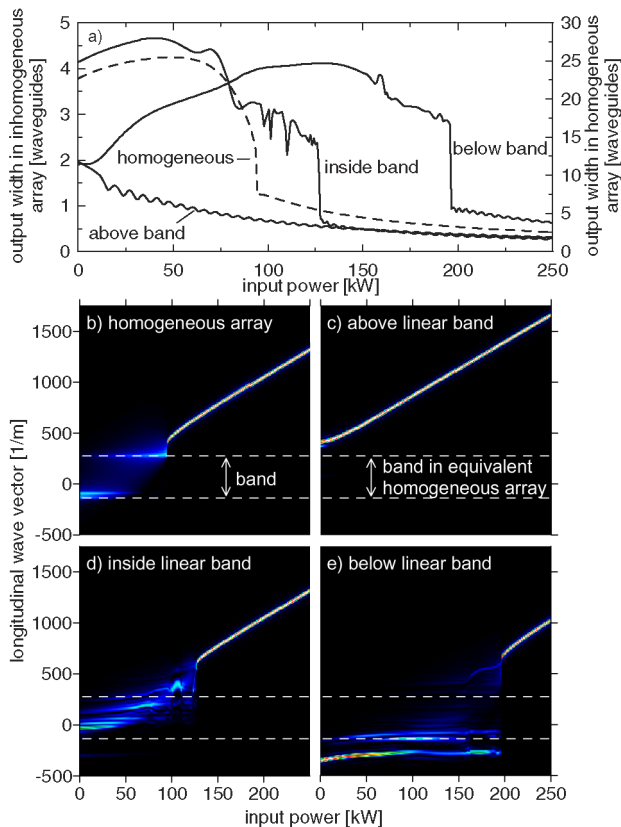 a)
output width in inhomogeneous
array [waveguides]
5
4
3
2
1
0
30
25
20
15
10
5
0
output width in homogeneous
array [waveguides]
homogeneous
inside band
below band
above band
0 50 100 150 200 250
input power [kW]
longitudinal wave vector [1/m]
b) homogeneous array
c) above linear band
1500
1000
500
0
-500
band
band in equivalent
homogeneous array
d) inside linear band
e) below linear band
1500
1000
500
0
-500
0 50 100 150 200 0 50 100 150 200 250
input power [kW]